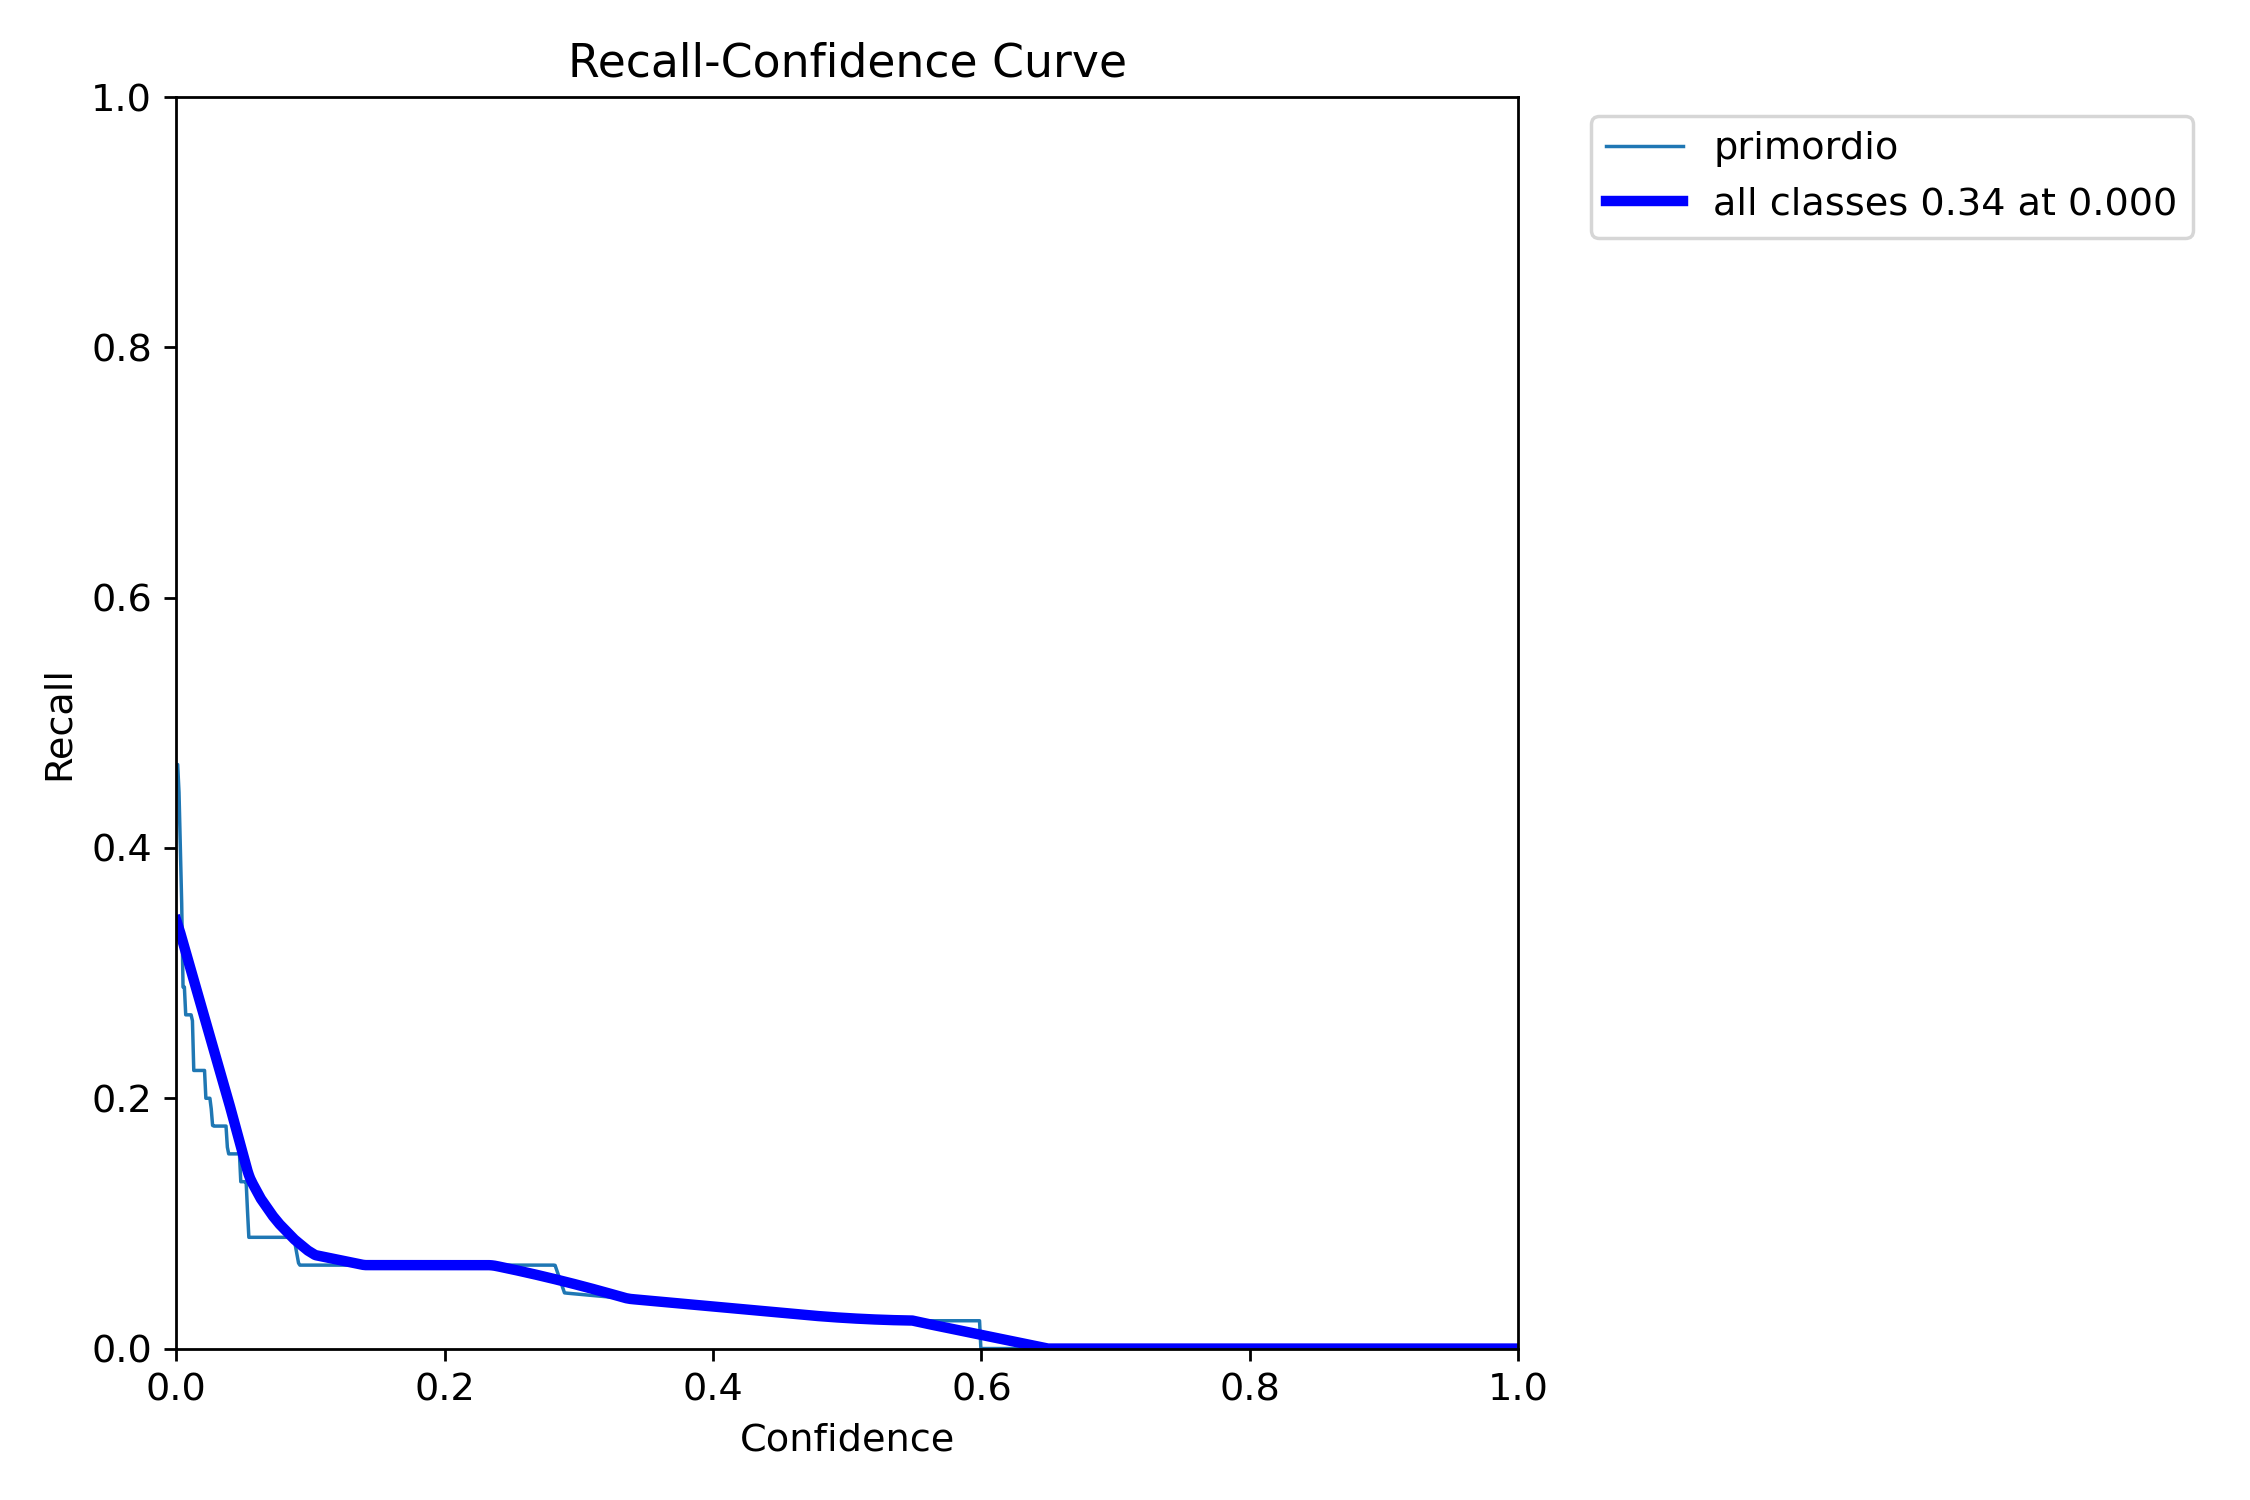 Recall-Confidence Curve
1.0
0.8
0.6
0.4
0.2
0.0
Recall
0.0 0.2 0.4 0.6 0.8 1.0
Confidence
primordio
all classes 0.34 at 0.000